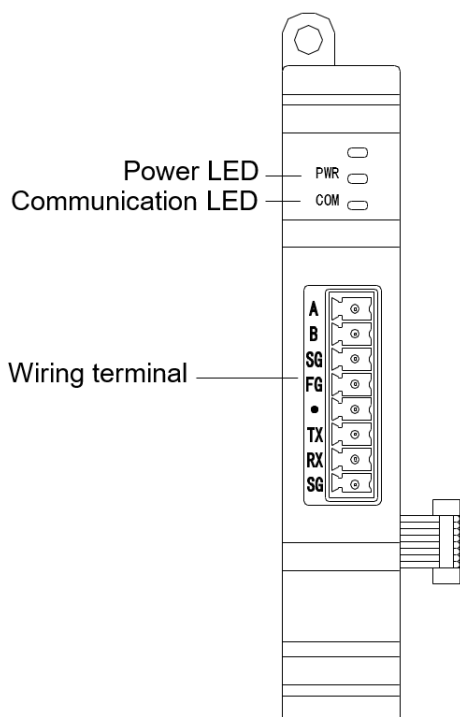 Power LED
PWR
Communication LED
COM
Wiring terminal
A
B
SG
FG
●
TX
RX
SG